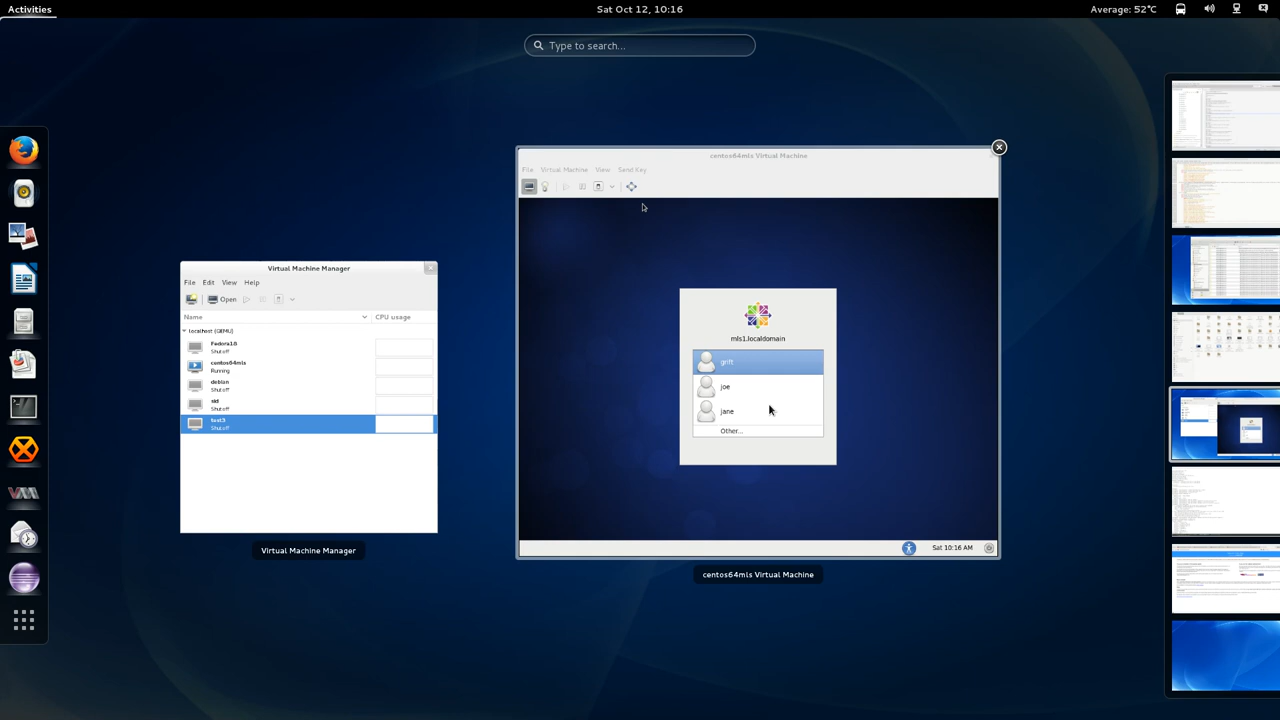 Activities
Sat Oct 12, 10:16
Average: 52°C
Type to search...
centos64mls Virtual Machine
File Virtual Machine View Send Key
mls1.localdomain
grift
joe
jane
Other...
Sat 10:16 AM
centos64mls Virtual Machine
Virtual Machine Manager
File Edit View Help
Open
Name CPU usage
localhost (QEMU)
Fedora18
Shutoff
centos64mls
Running
debian
Shutoff
sid
Shutoff
test3
Shutoff
Virtual Machine Manager